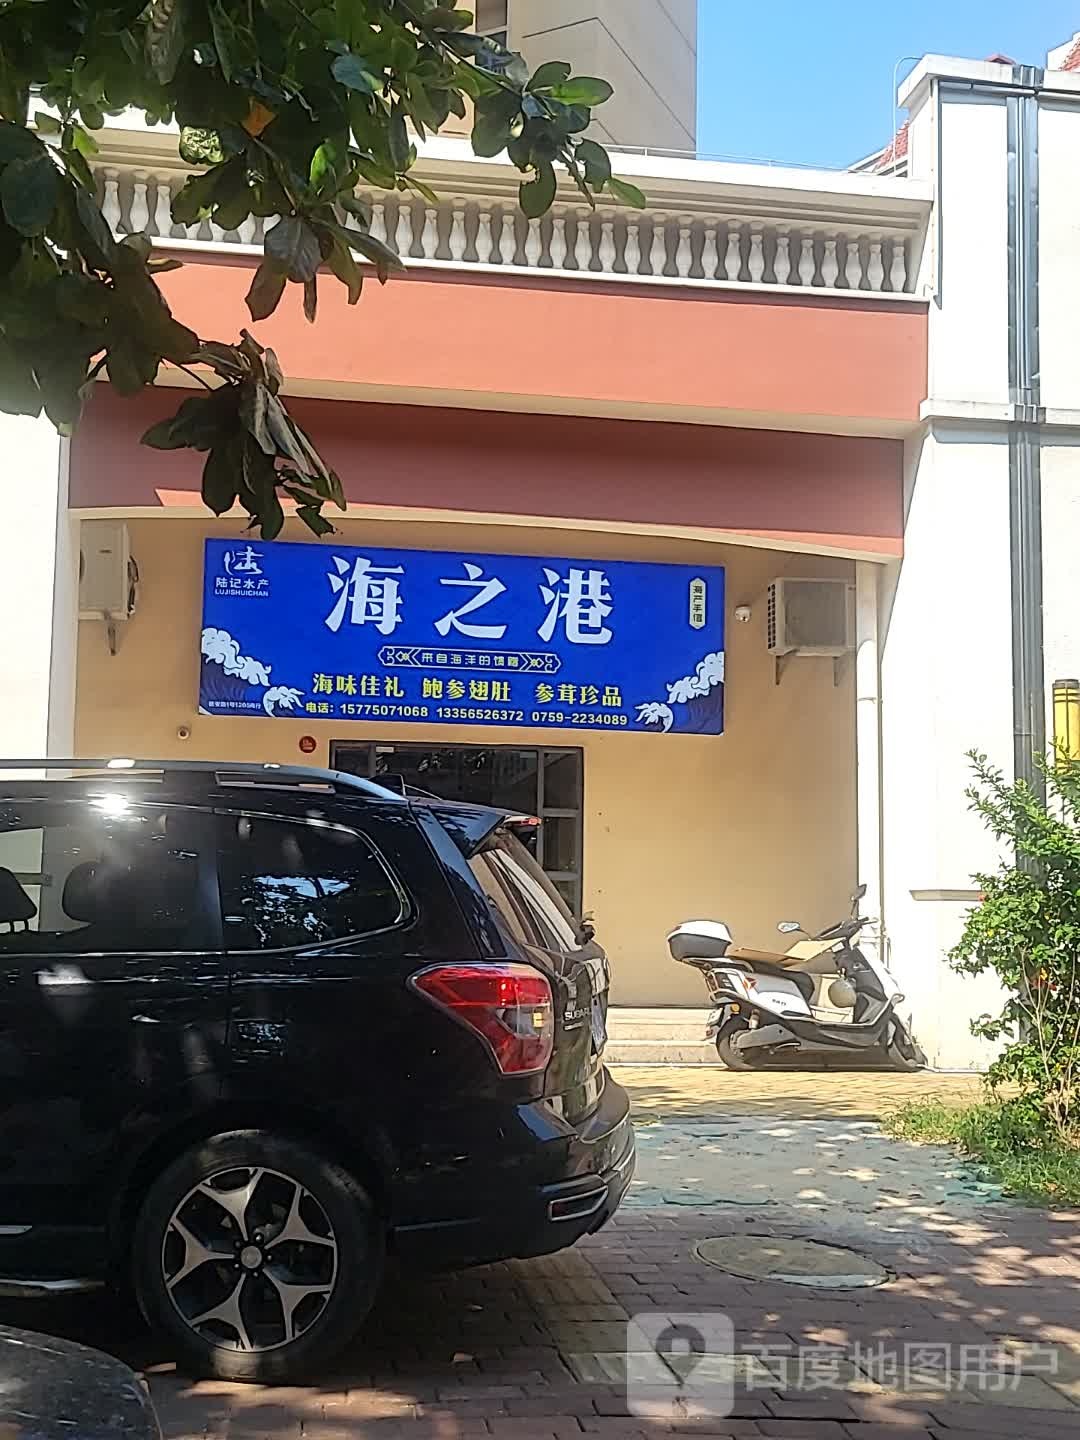 陆记水产
LUJISHUICHAN
海之港
海产手信
来自海洋的馈赠
海味佳礼 鲍参翅肚 参茸珍品
电话：15775071068 13356526372 0759-2234089
SUBARU
百度地图用户